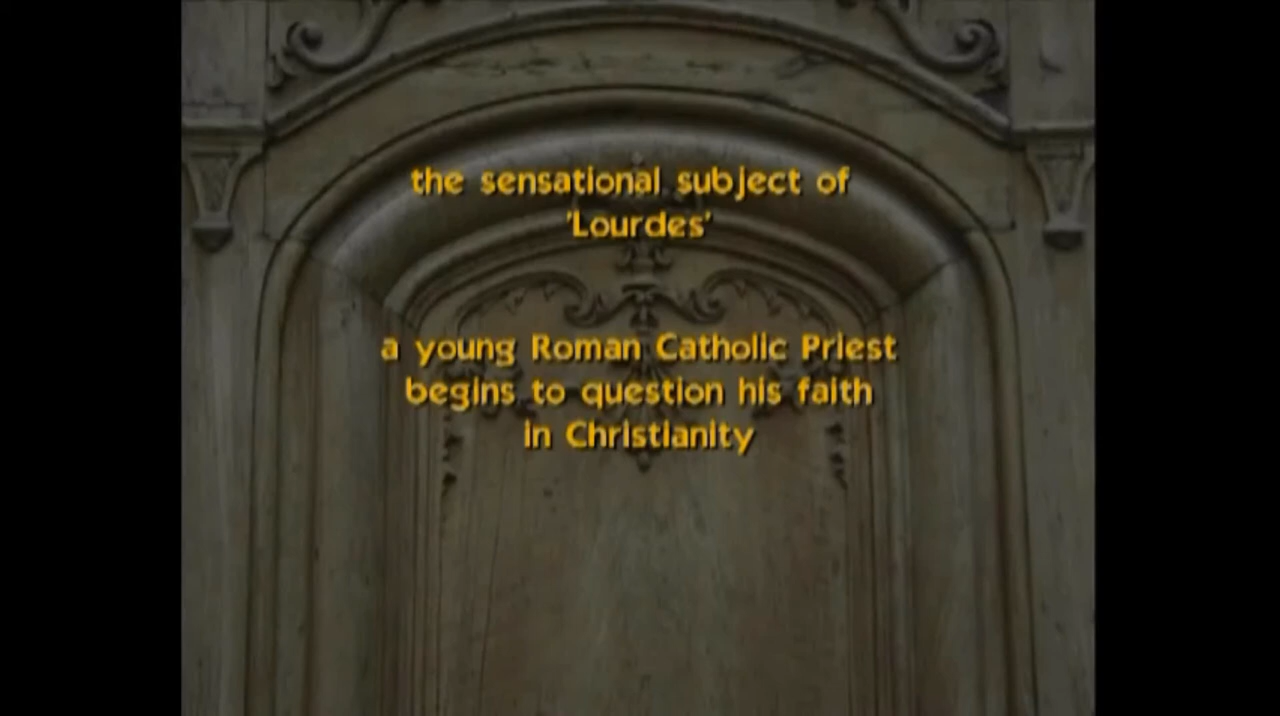 the sensational subject of
'Lourdes'
a young Roman Catholic Priest
begins to question his faith
in Christianity